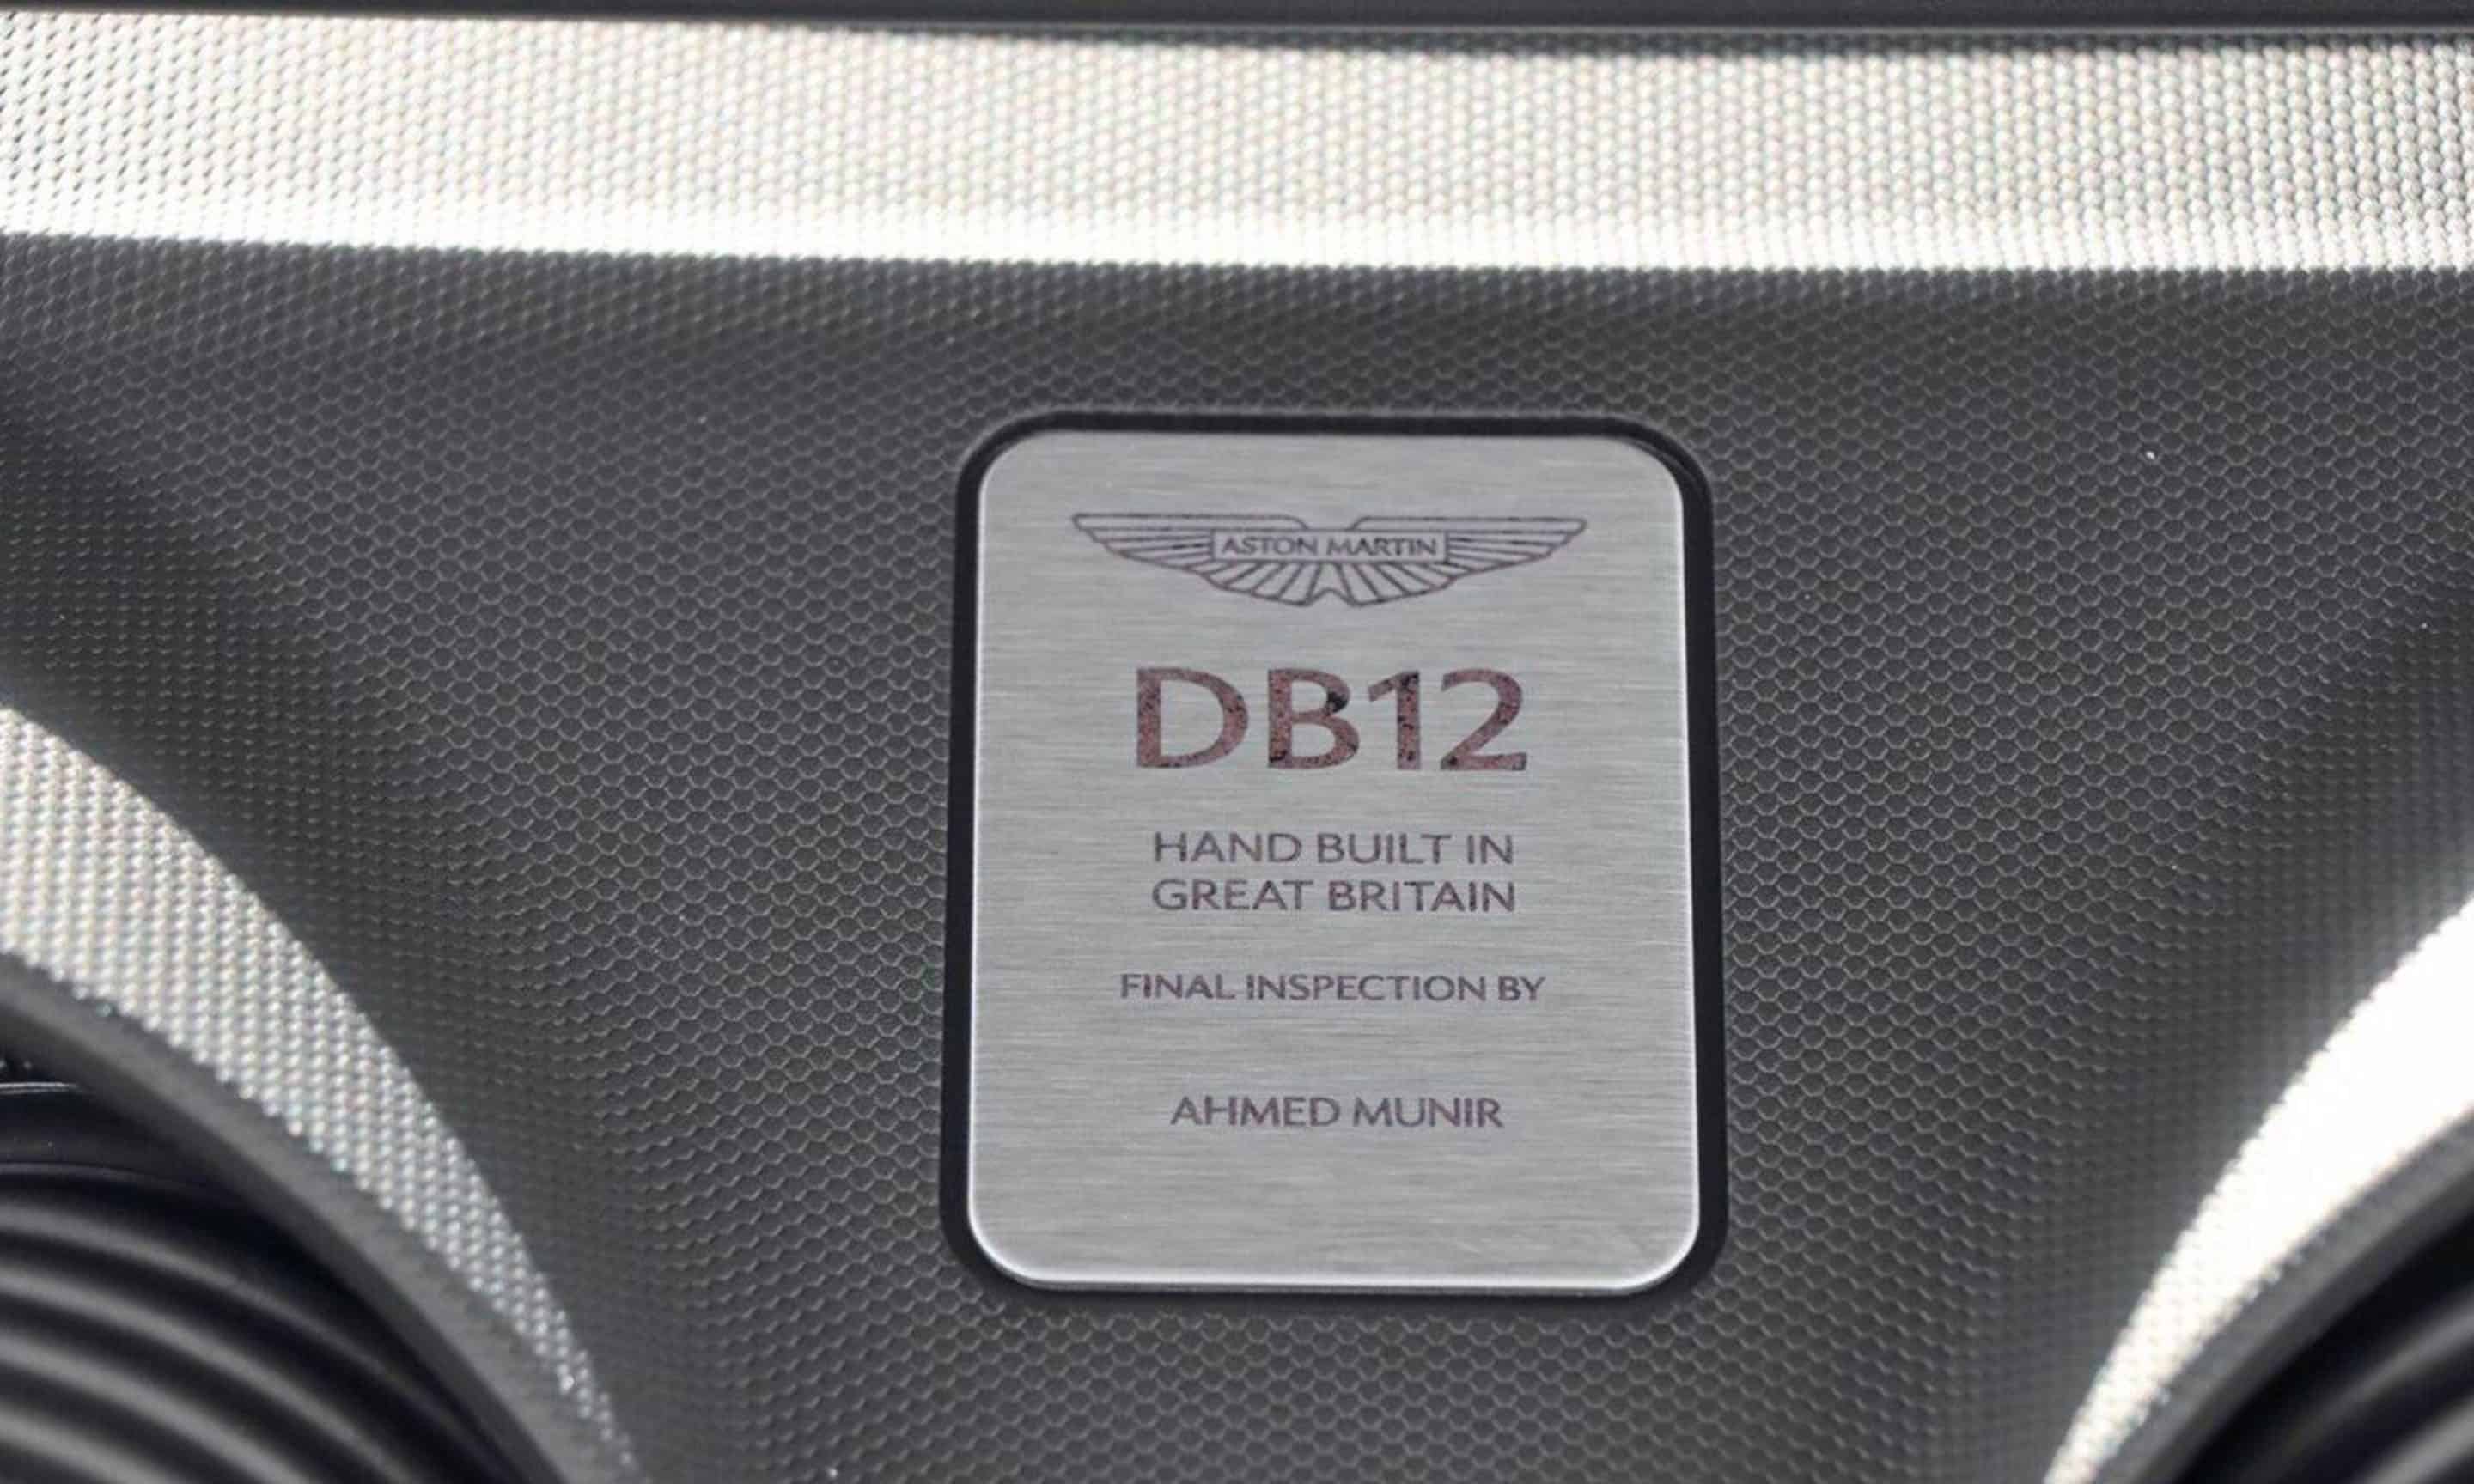 ASTON MARTIN
DB12
HAND BUILT IN
GREAT BRITAIN
FINAL INSPECTION BY
AHMED MUNIR